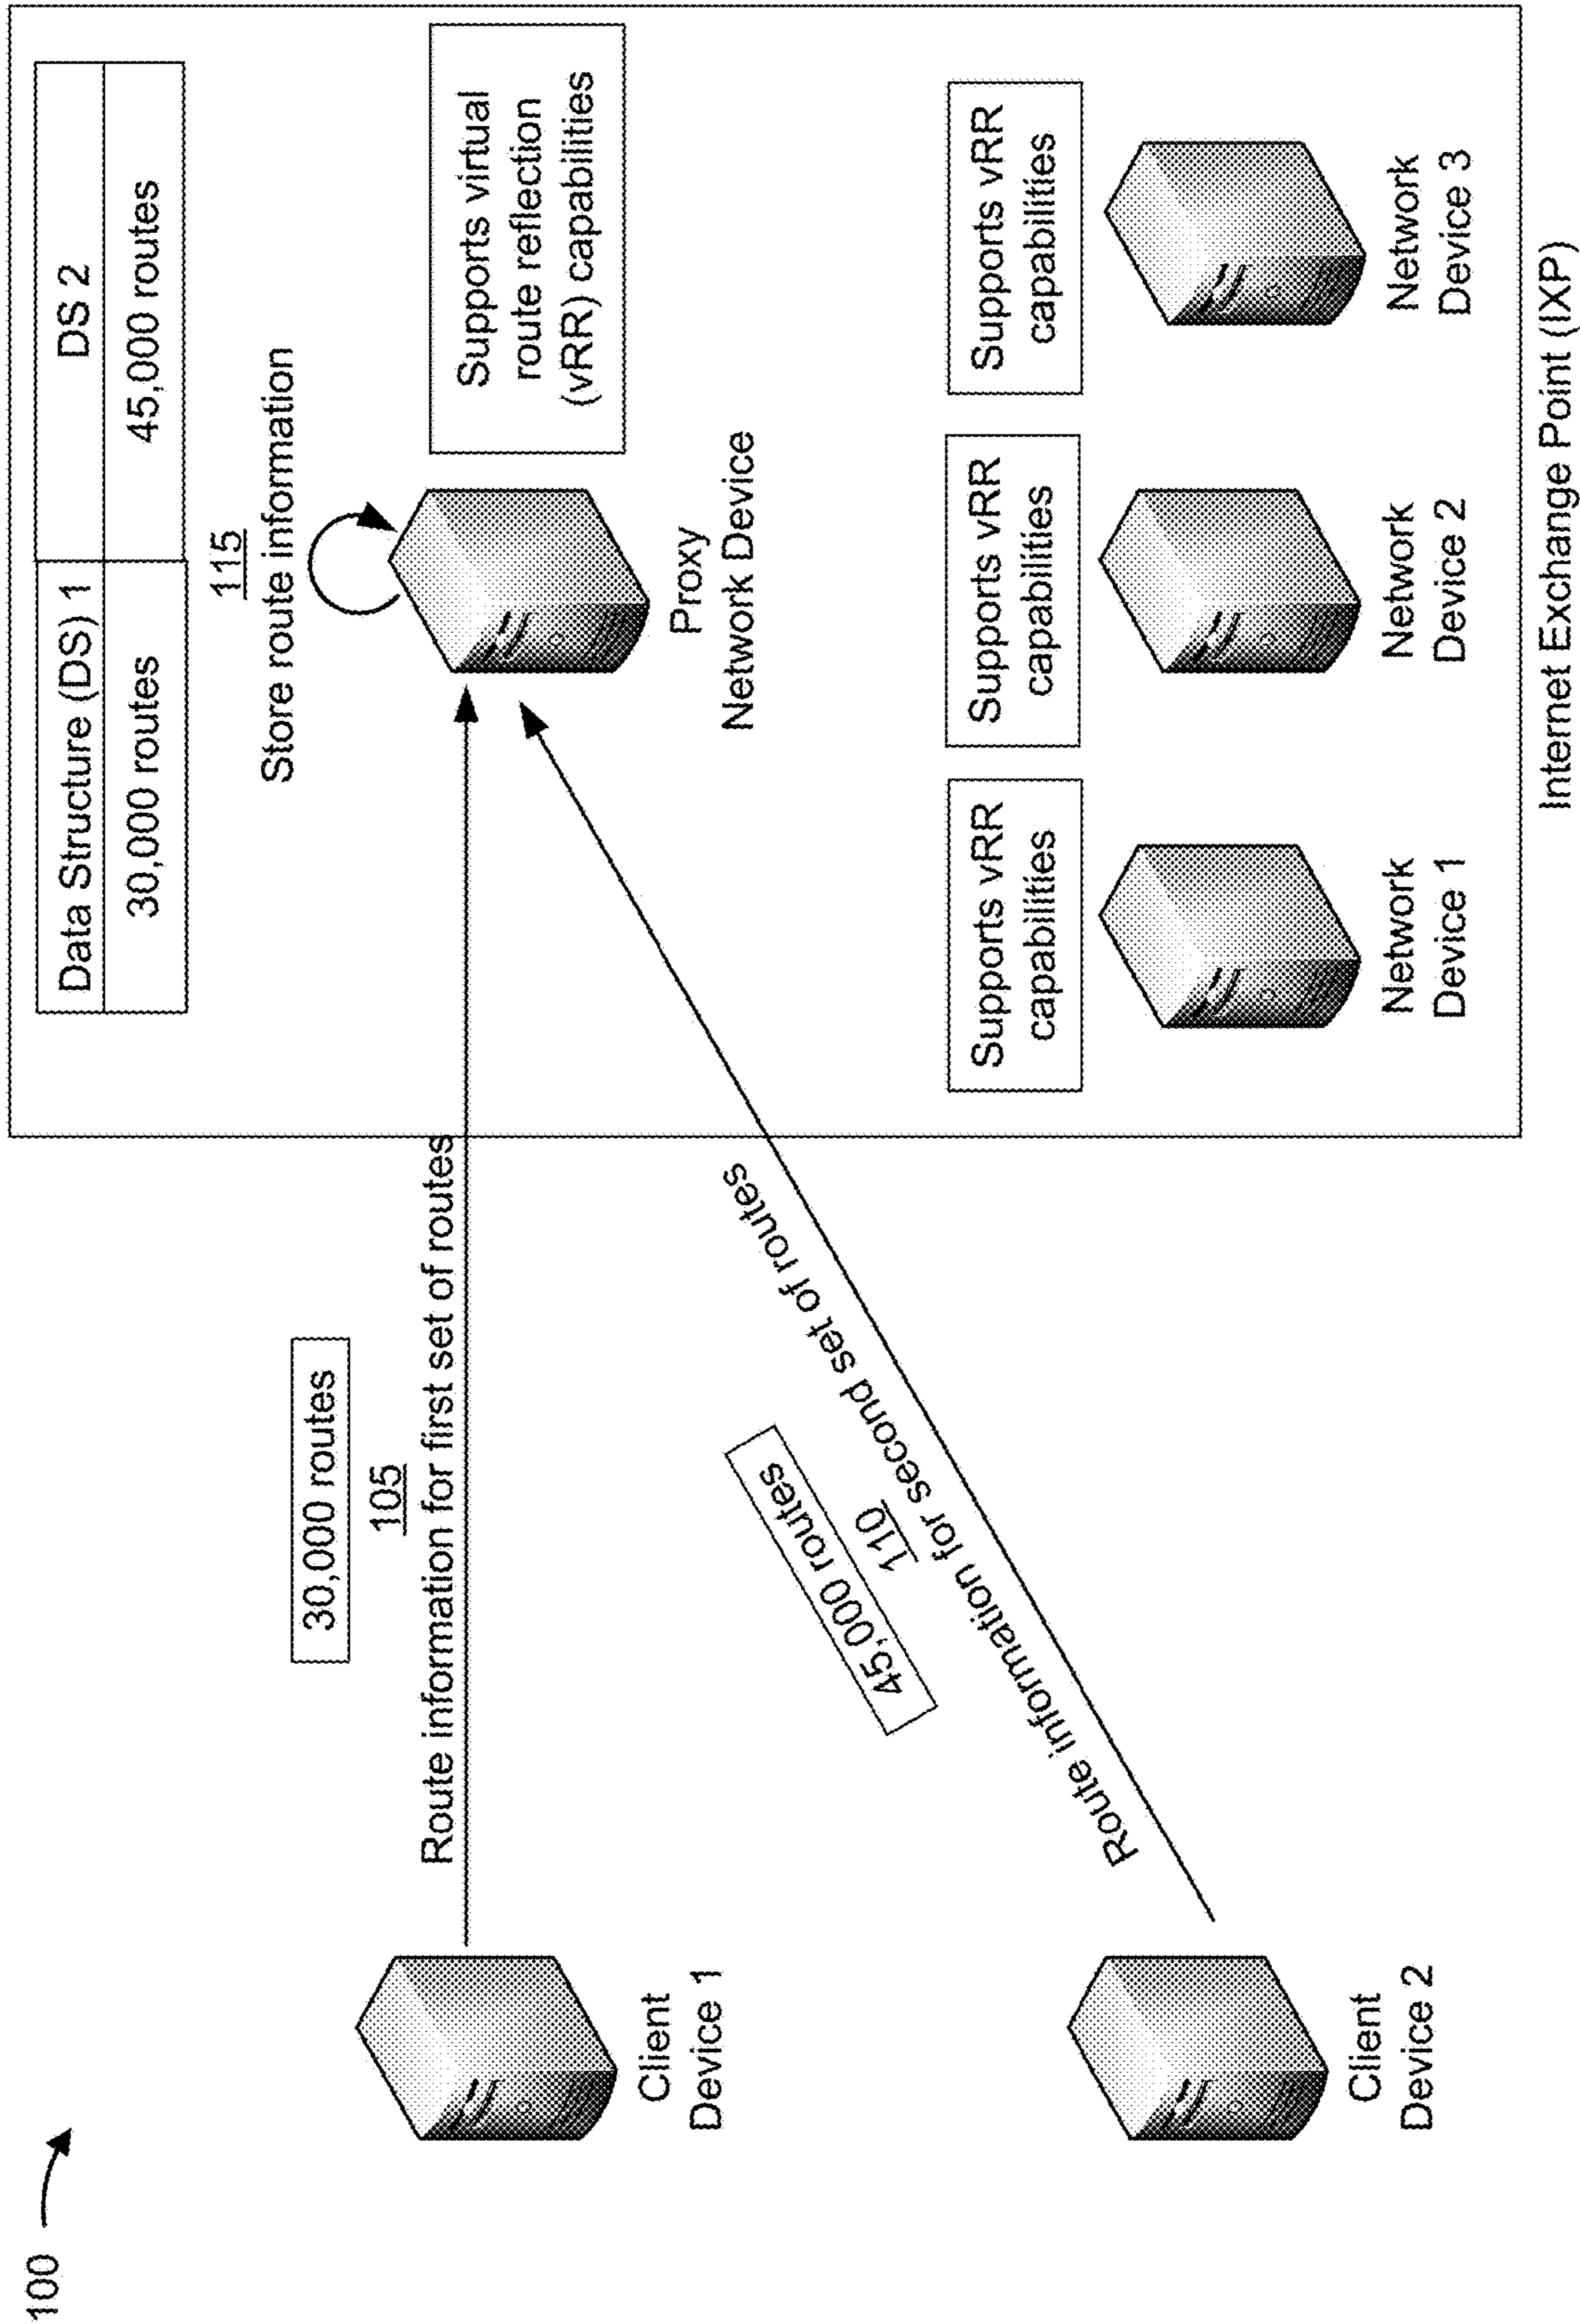 100
Data Structure (DS) 1
DS 2
30,000 routes
45,000 routes
115
Store route information
30,000 routes
105
Route information for first set of routes
Supports virtual
route reflection
(vRR) capabilities
Client
Device 1
Proxy
Network Device
45,000 routes
110
Route information for second set of routes
Supports vRR
capabilities
Supports vRR
capabilities
Supports vRR
capabilities
Client
Device 2
Network
Device 1
Network
Device 2
Network
Device 3
Internet Exchange Point (IXP)